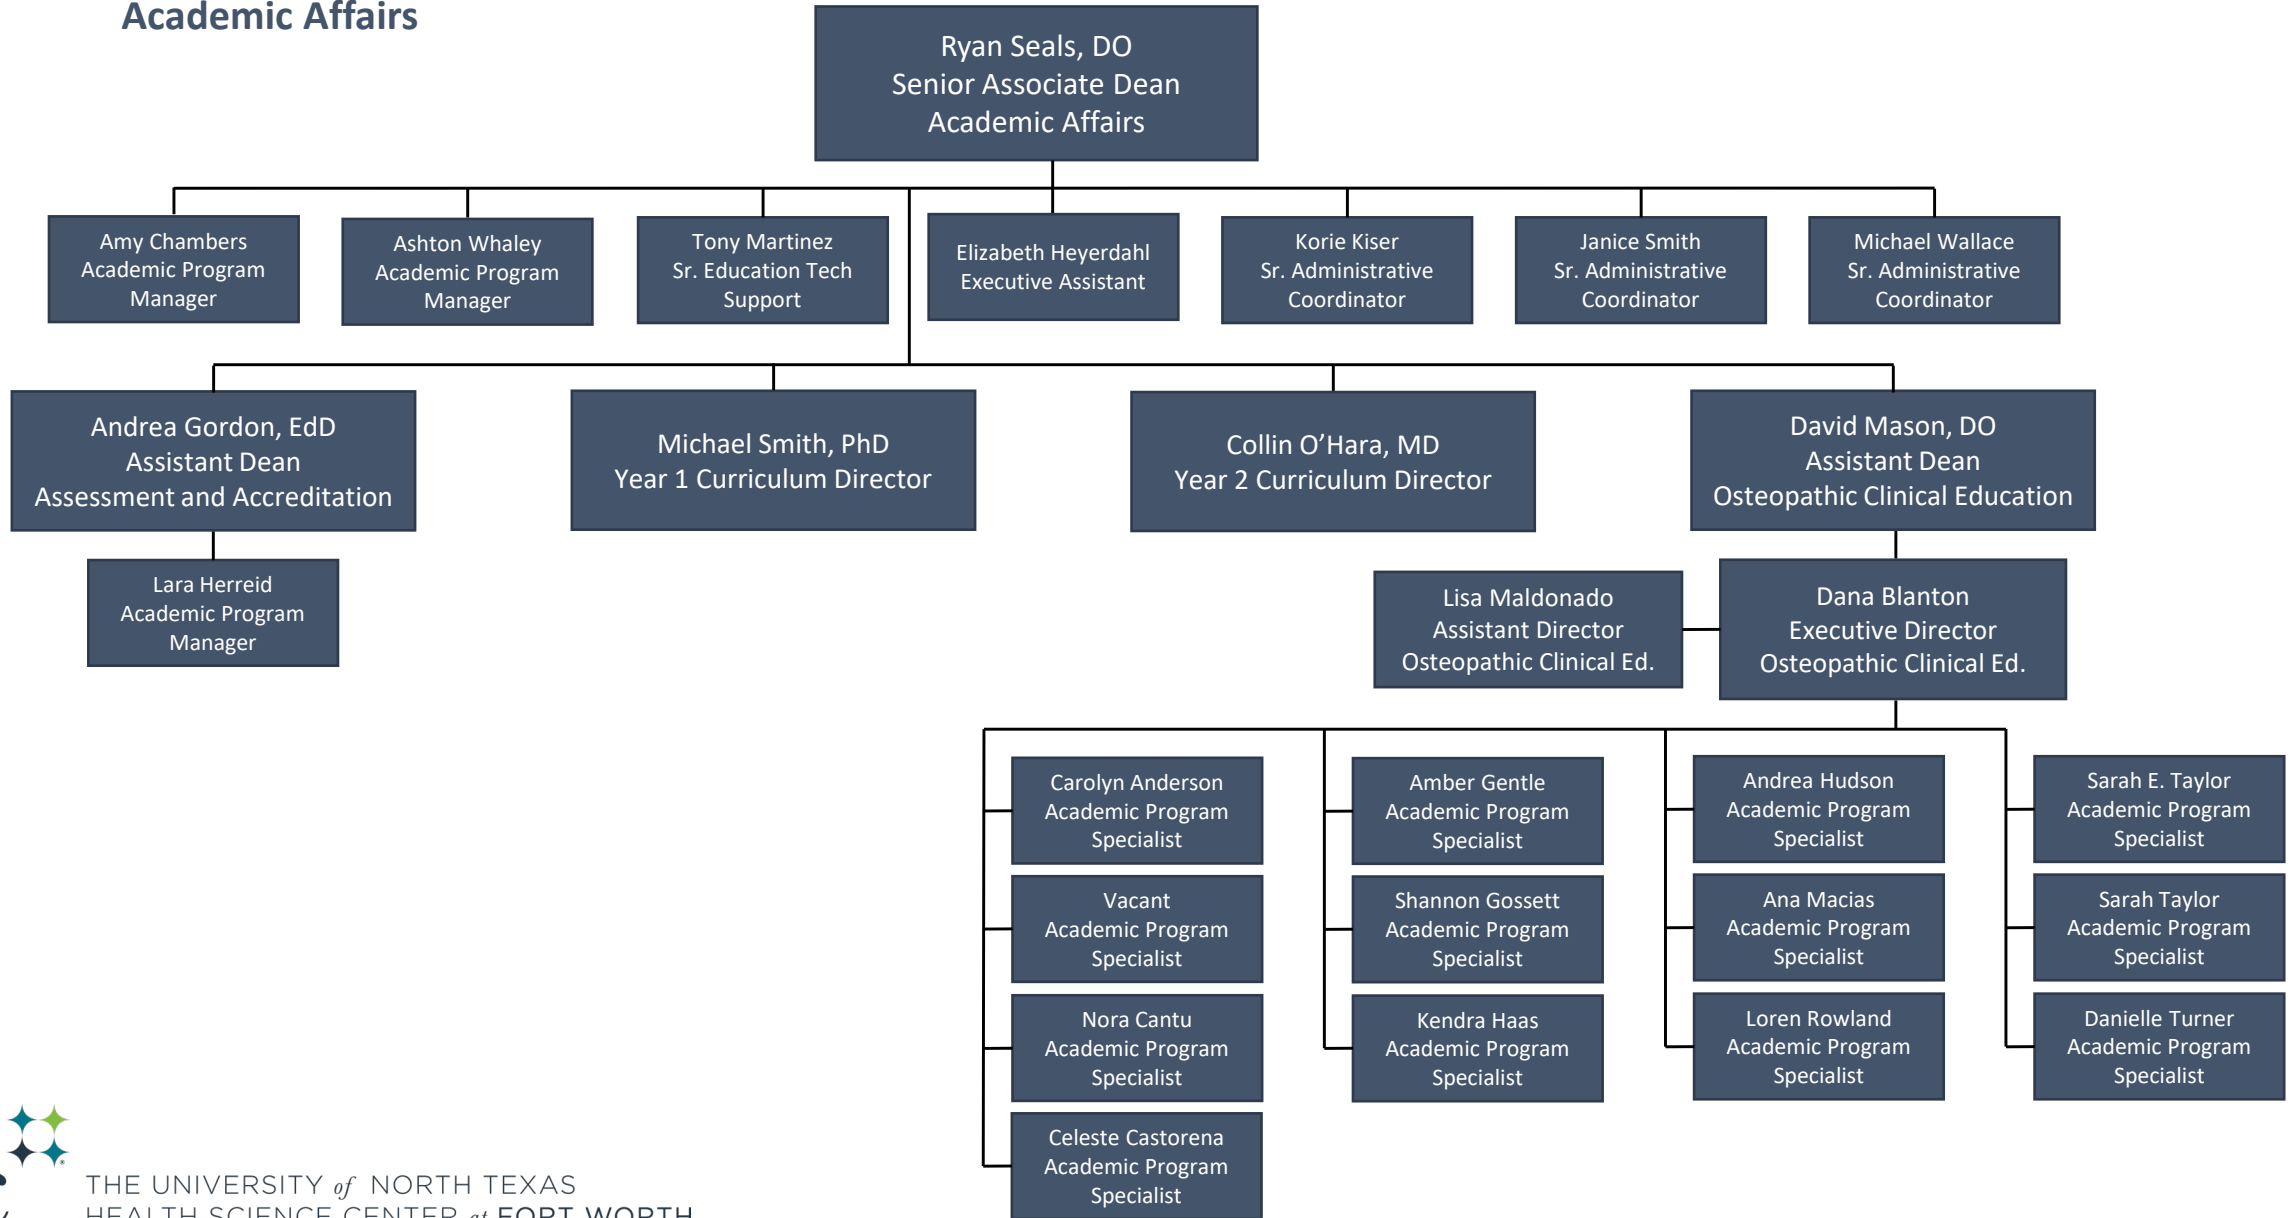 Academic Affairs
Ryan Seals, DO
Senior Associate Dean
Academic Affairs
Amy Chambers
Academic Program
Manager
Ashton Whaley
Academic Program
Manager
Tony Martinez
Sr. Education Tech
Support
Elizabeth Heyerdahl
Executive Assistant
Korie Kiser
Sr. Administrative
Coordinator
Janice Smith
Sr. Administrative
Coordinator
Michael Wallace
Sr. Administrative
Coordinator
Andrea Gordon, EdD
Assistant Dean
Assessment and Accreditation
Michael Smith, PhD
Year 1 Curriculum Director
Collin O’Hara, MD
Year 2 Curriculum Director
David Mason, DO
Assistant Dean
Osteopathic Clinical Education
Lara Herreid
Academic Program
Manager
Lisa Maldonado
Assistant Director
Osteopathic Clinical Ed.
Dana Blanton
Executive Director
Osteopathic Clinical Ed.
Carolyn Anderson
Academic Program
Specialist
Vacant
Academic Program
Specialist
Nora Cantu
Academic Program
Specialist
Celeste Castorena
Academic Program
Specialist
Amber Gentle
Academic Program
Specialist
Shannon Gossett
Academic Program
Specialist
Kendra Haas
Academic Program
Specialist
Andrea Hudson
Academic Program
Specialist
Ana Macias
Academic Program
Specialist
Loren Rowland
Academic Program
Specialist
Sarah E. Taylor
Academic Program
Specialist
Sarah Taylor
Academic Program
Specialist
Danielle Turner
Academic Program
Specialist
THE UNIVERSITY of NORTH TEXAS
HEALTH SCIENCE CENTER at FORT WORTH